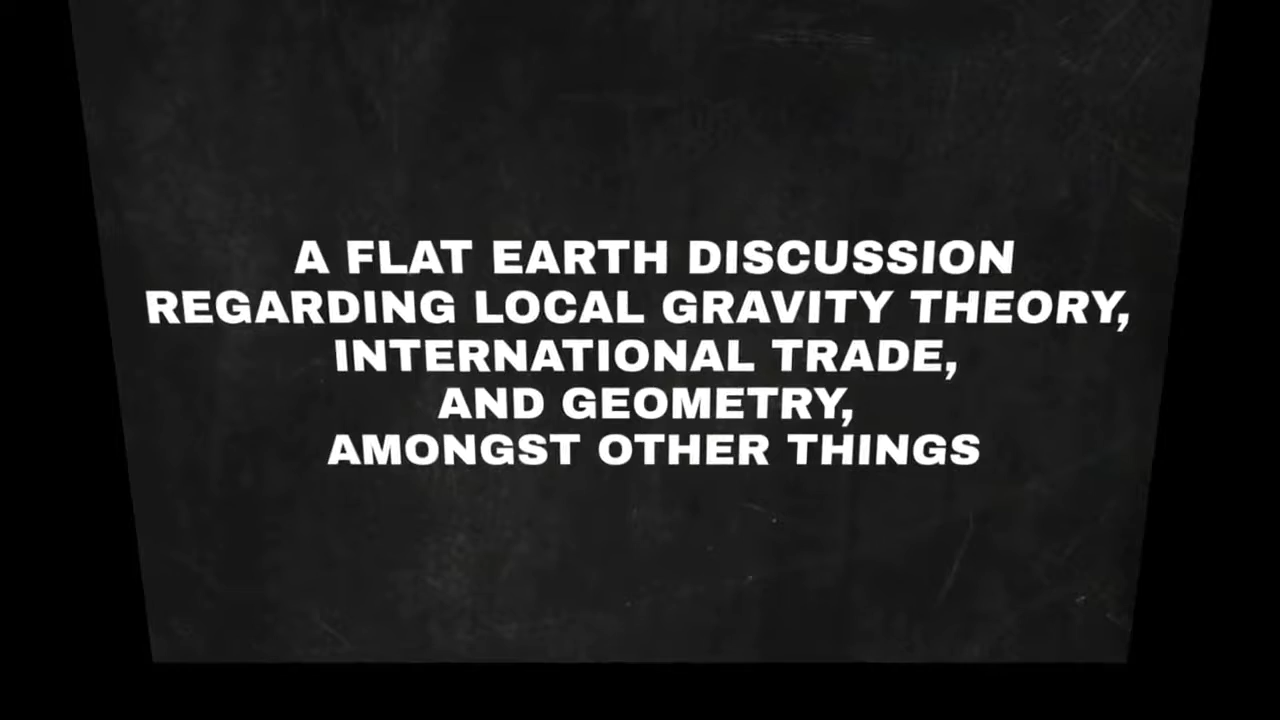 A FLAT EARTH DISCUSSION
REGARDING LOCAL GRAVITY THEORY,
INTERNATIONAL TRADE,
AND GEOMETRY,
AMONGST OTHER THINGS